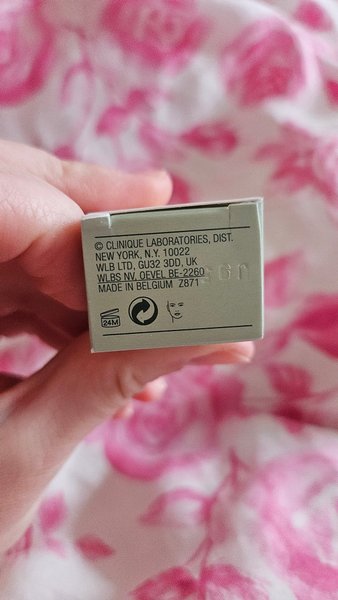 © CLINIQUE LABORATORIES, DIST.
NEW YORK, N.Y. 10022
WLB LTD, GU32 3DD, UK
WLBS NV, OEVEL BE-2260
MADE IN BELGIUM Z871
24M